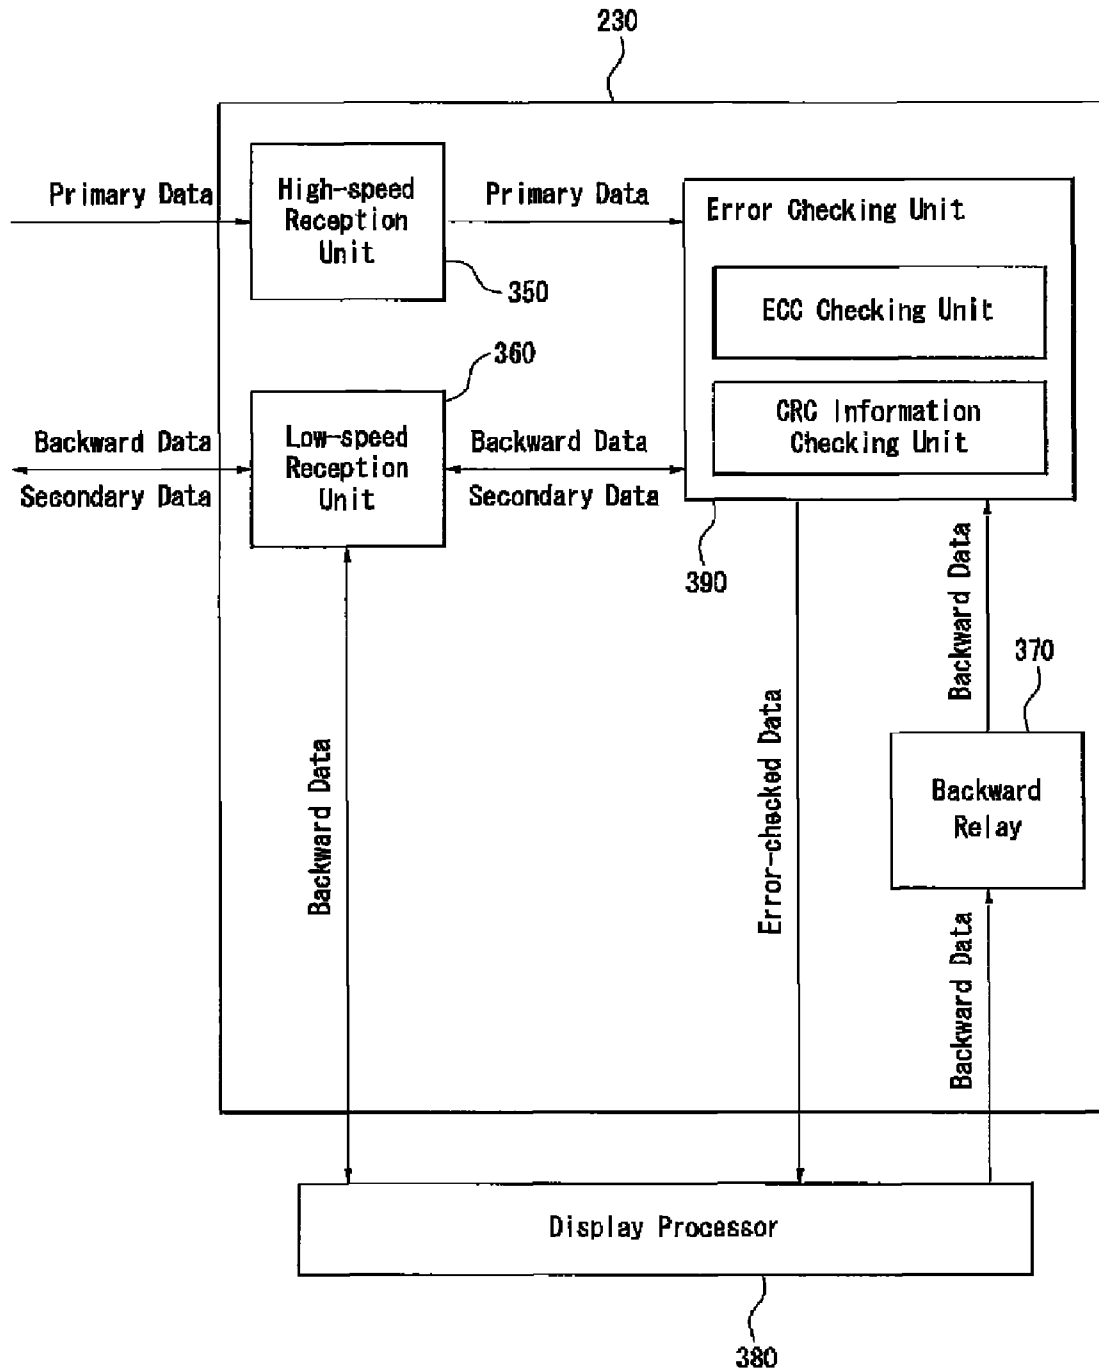 230
Primary Data
High-speed
Reception
Unit
350
Primary Data
Error Checking Unit
ECC Checking Unit
CRC Information
Checking Unit
390
360
Backward Data
Secondary Data
Low-speed
Reception
Unit
Backward Data
Secondary Data
Backward Data
Error-checked Data
Backward Data
370
Backward
Relay
Backward Data
Display Processor
380